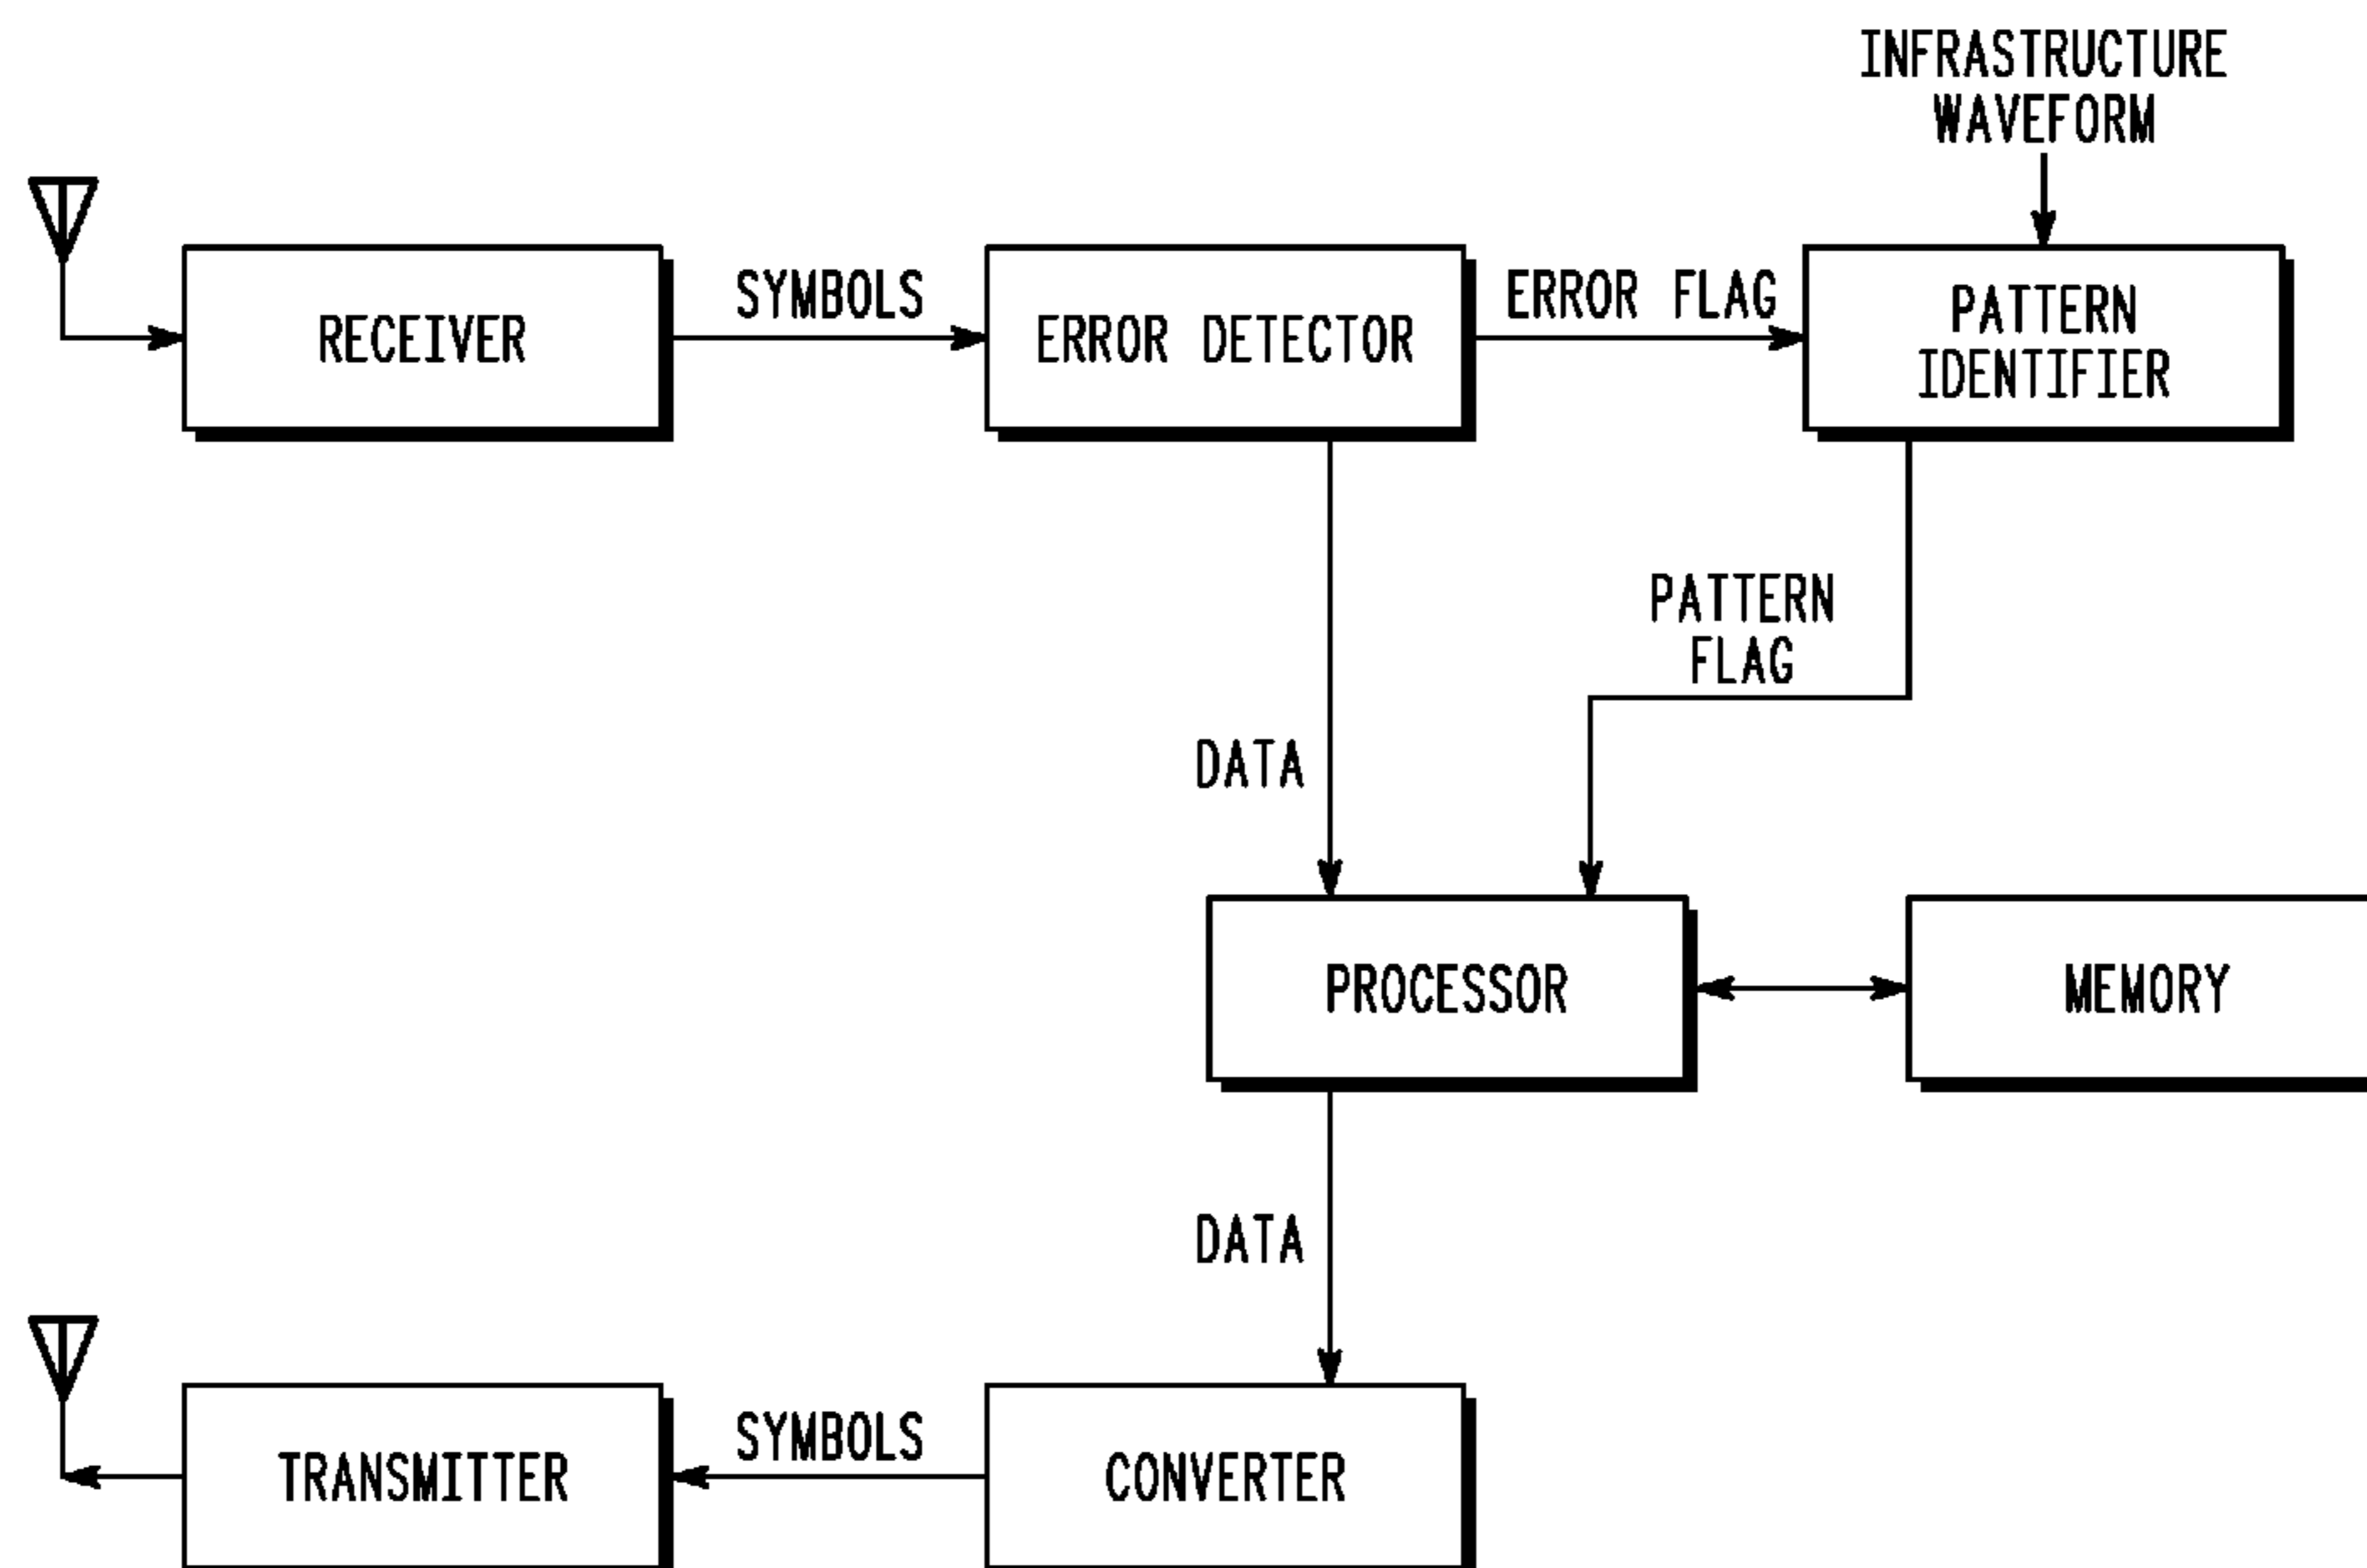 INFRASTRUCTURE
WAVEFORM
RECEIVER
SYMBOLS
ERROR DETECTOR
ERROR FLAG
PATTERN
IDENTIFIER
PATTERN
FLAG
DATA
PROCESSOR
MEMORY
DATA
TRANSMITTER
SYMBOLS
CONVERTER